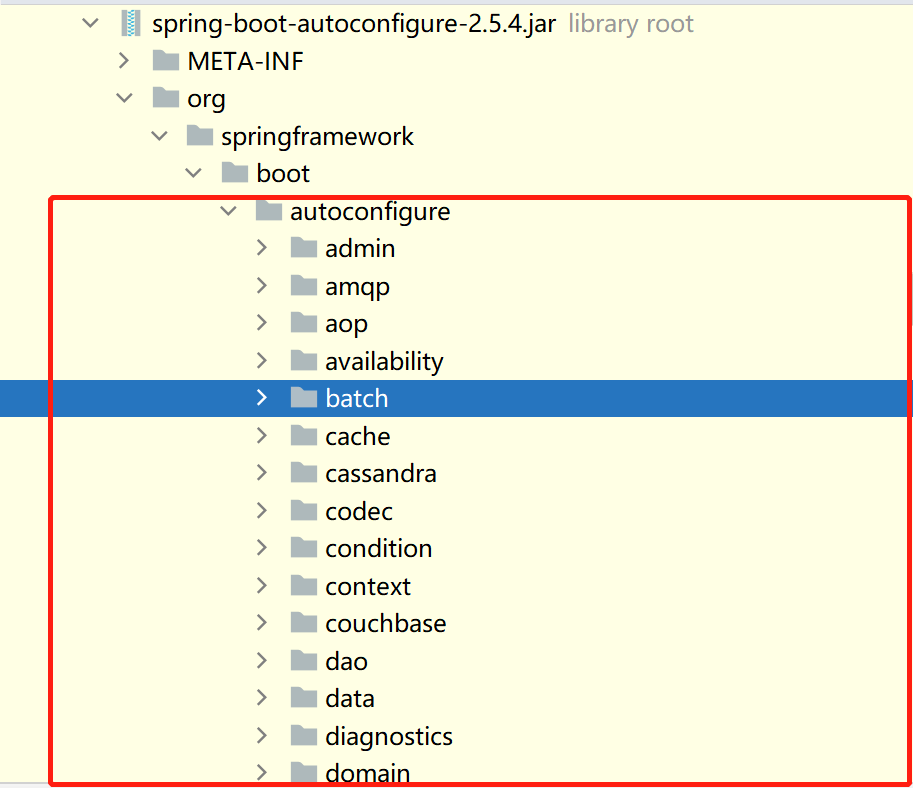 spring-boot-autoconfigure-2.5.4.jar library root
META-INF
org
springframework
boot
autoconfigure
admin
amqp
aop
availability
batch
cache
cassandra
codec
condition
context
couchbase
dao
data
diagnostics
domain